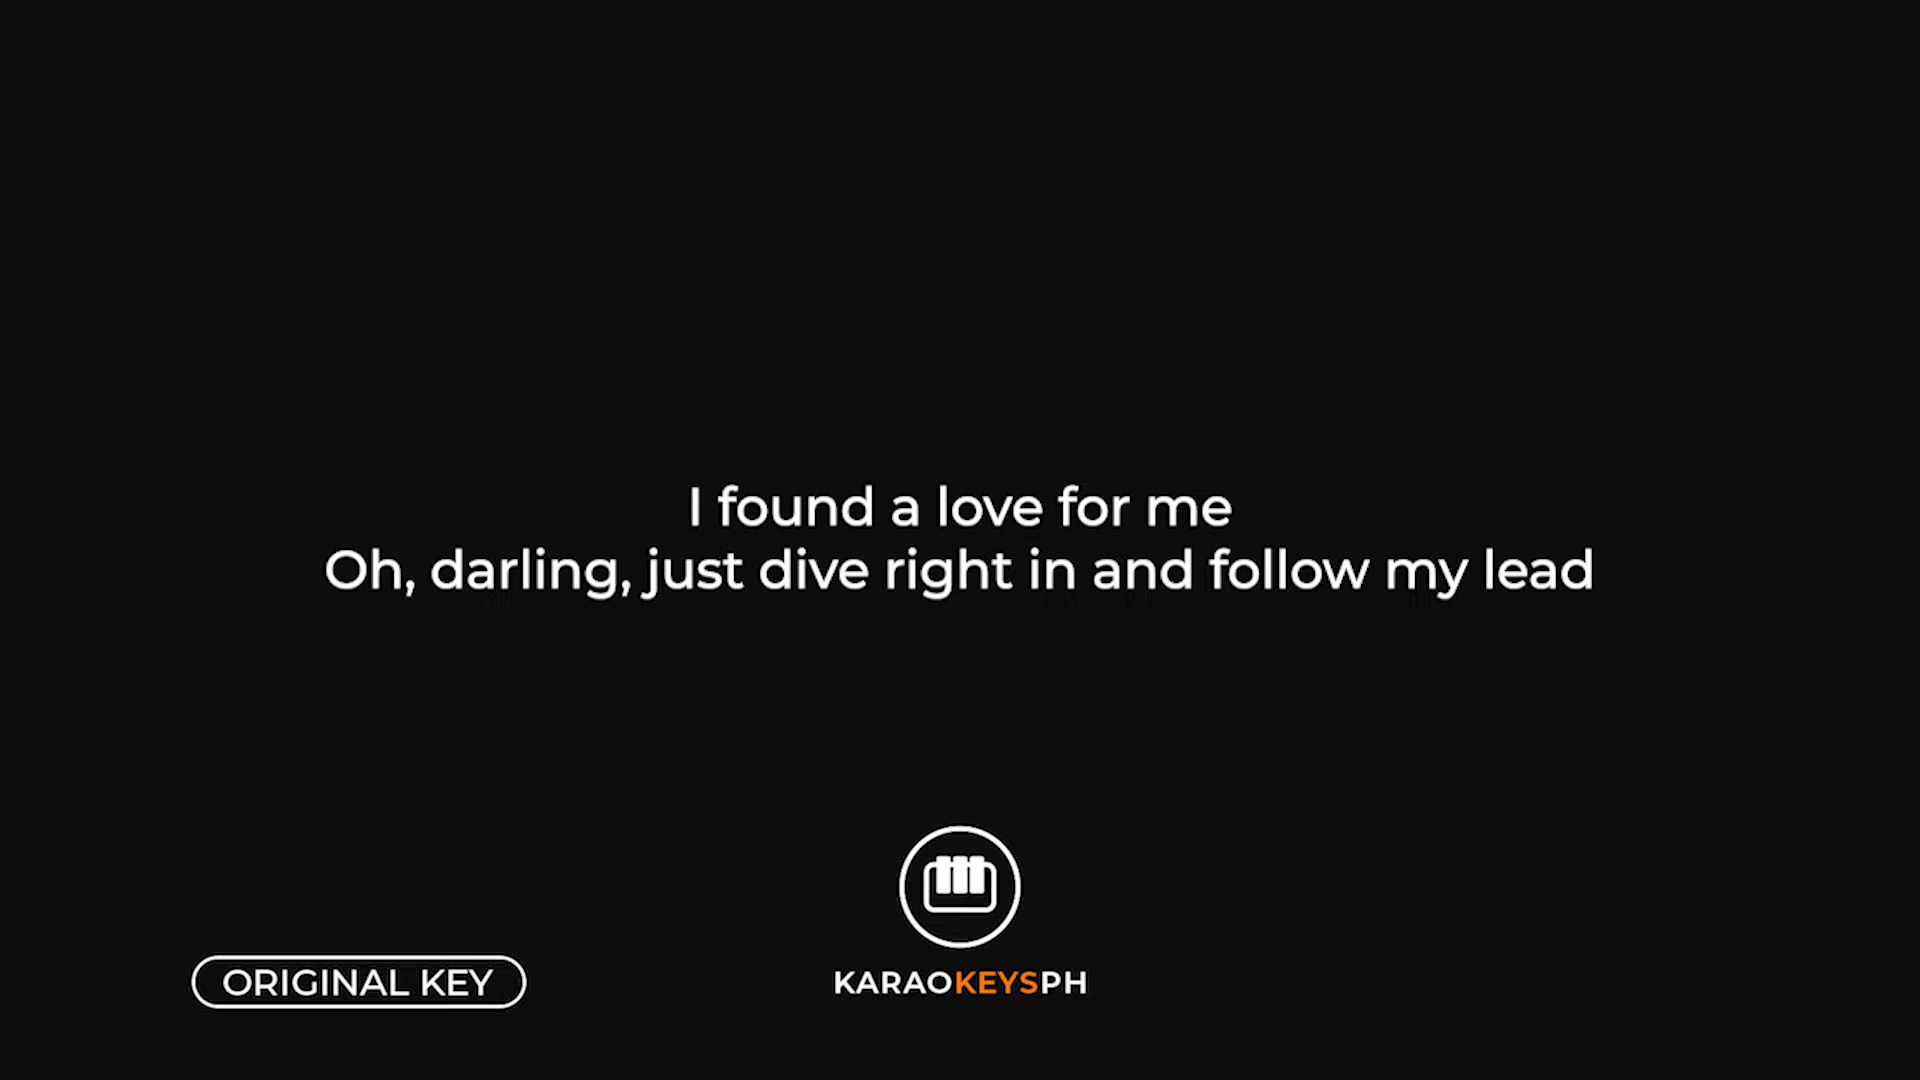 I found a love for me
Oh, darling, just dive right in and follow my lead
ORIGINAL KEY
KARAOKEYSPH